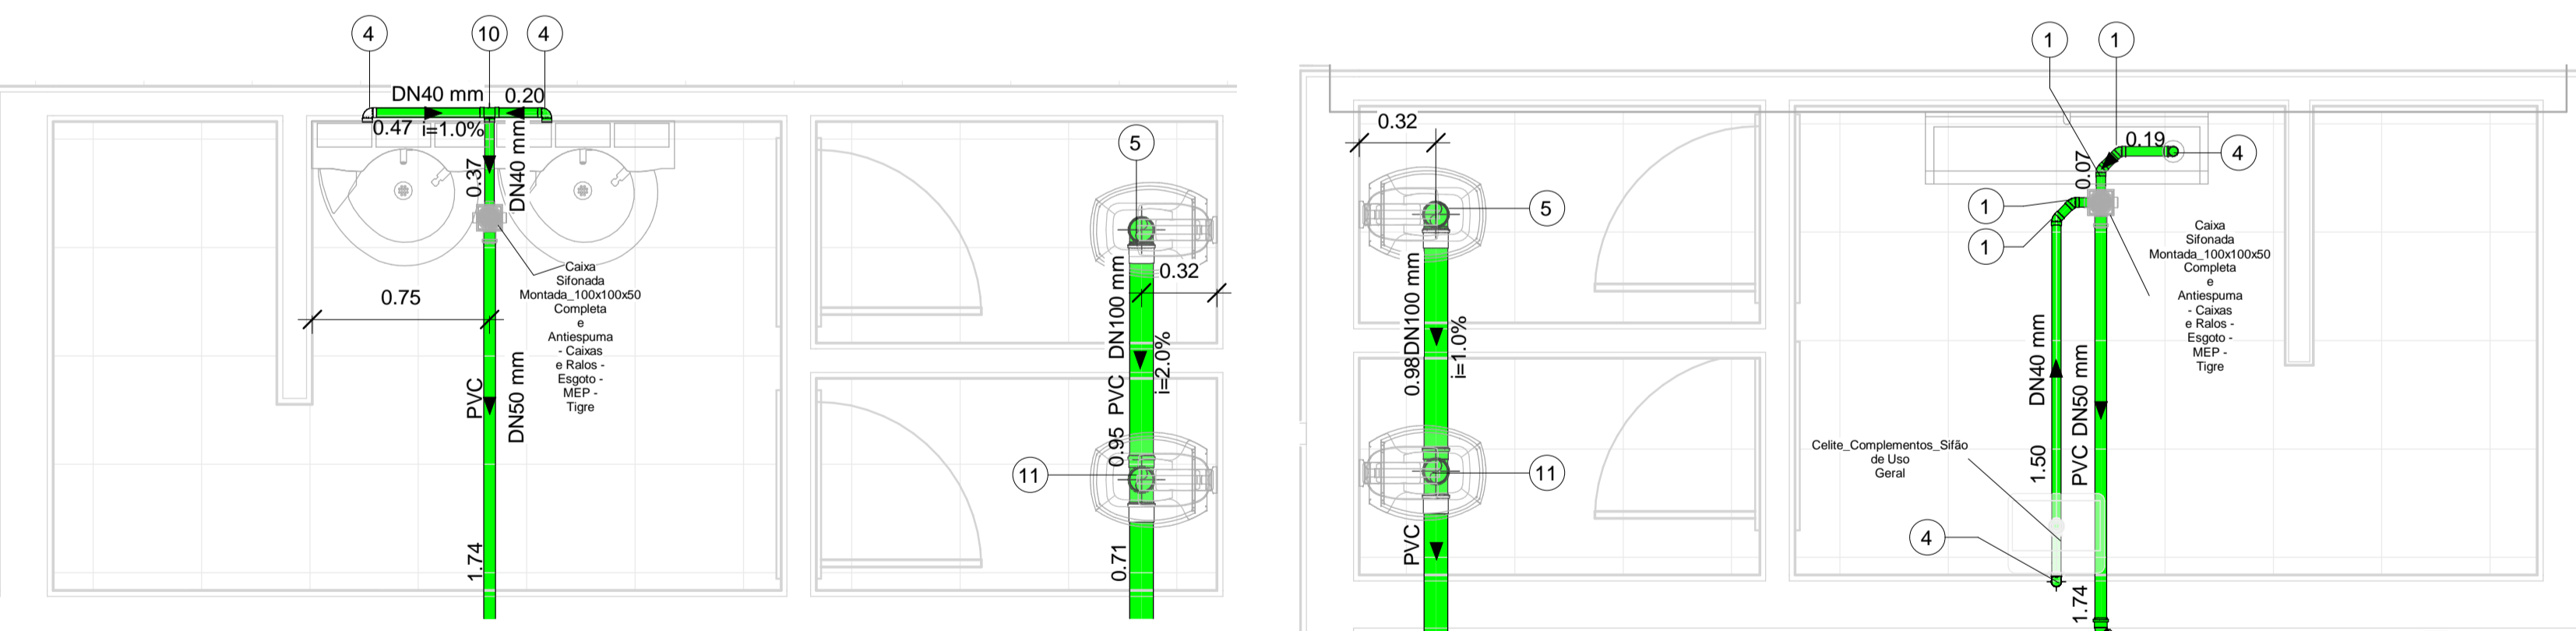 4
10
4
DN40 mm
0.20
0.47
i=1.0%
0.37
DN40 mm
Caixa
Sifonada
Montada_100x100x50
Completa
e
Antiespuma
- Caixas
e Ralos -
Esgoto -
MEP -
Tigre
0.75
PVC
DN50 mm
1.74
5
0.32
DN100 mm
PVC
i=2.0%
0.95
11
0.71
0.32
5
DN100 mm
0.98
i=1.0%
11
PVC
1
1
0.19
4
0.07
1
1
Caixa
Sifonada
Montada_100x100x50
Completa
e
Antiespuma
- Caixas
e Ralos -
Esgoto -
MEP -
Tigre
DN40 mm
DN50 mm
PVC
1.50
Celite_Complementos_Sifão
de Uso
Geral
4
1.74